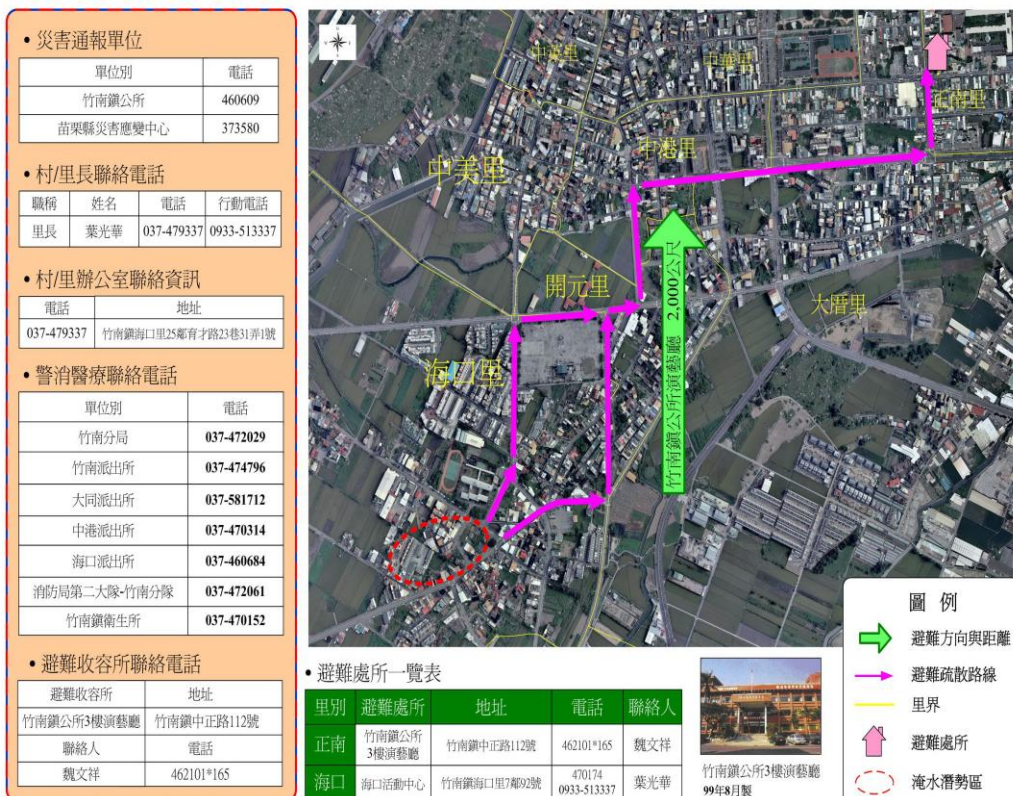 • 災害通報單位
單位別 電話
竹南鎮公所 460609
苗栗縣災害應變中心 373580
• 村/里長聯絡電話
職稱 姓名 電話 行動電話
里長 葉光華 037-479337 0933-513337
• 村/里辦公室聯絡資訊
電話 地址
037-479337 竹南鎮海口里25鄰育才路23巷31弄1號
• 警消醫療聯絡電話
單位別 電話
竹南分局 037-472029
竹南派出所 037-474796
大同派出所 037-581712
中港派出所 037-470314
海口派出所 037-460684
消防局第二大隊-竹南分隊 037-472061
竹南鎮衛生所 037-470152
• 避難收容所聯絡電話
避難收容所 地址
竹南鎮公所3樓演藝廳 竹南鎮中正路112號
聯絡人 電話
魏文祥 462101*165
中英里
中華里
正南里
中港里
中美里
開元里
大厝里
海口里
竹南鎮公所演藝廳 2,000公尺
• 避難處所一覽表
里別 避難處所 地址 電話 聯絡人
正南 竹南鎮公所 3樓演藝廳 竹南鎮中正路112號 462101*165 魏文祥
海口 海口活動中心 竹南鎮海口里7鄰92號 470174 0933-513337 葉光華
竹南鎮公所3樓演藝廳
99年8月製
圖 例
避難方向與距離
避難疏散路線
里界
避難處所
淹水潛勢區